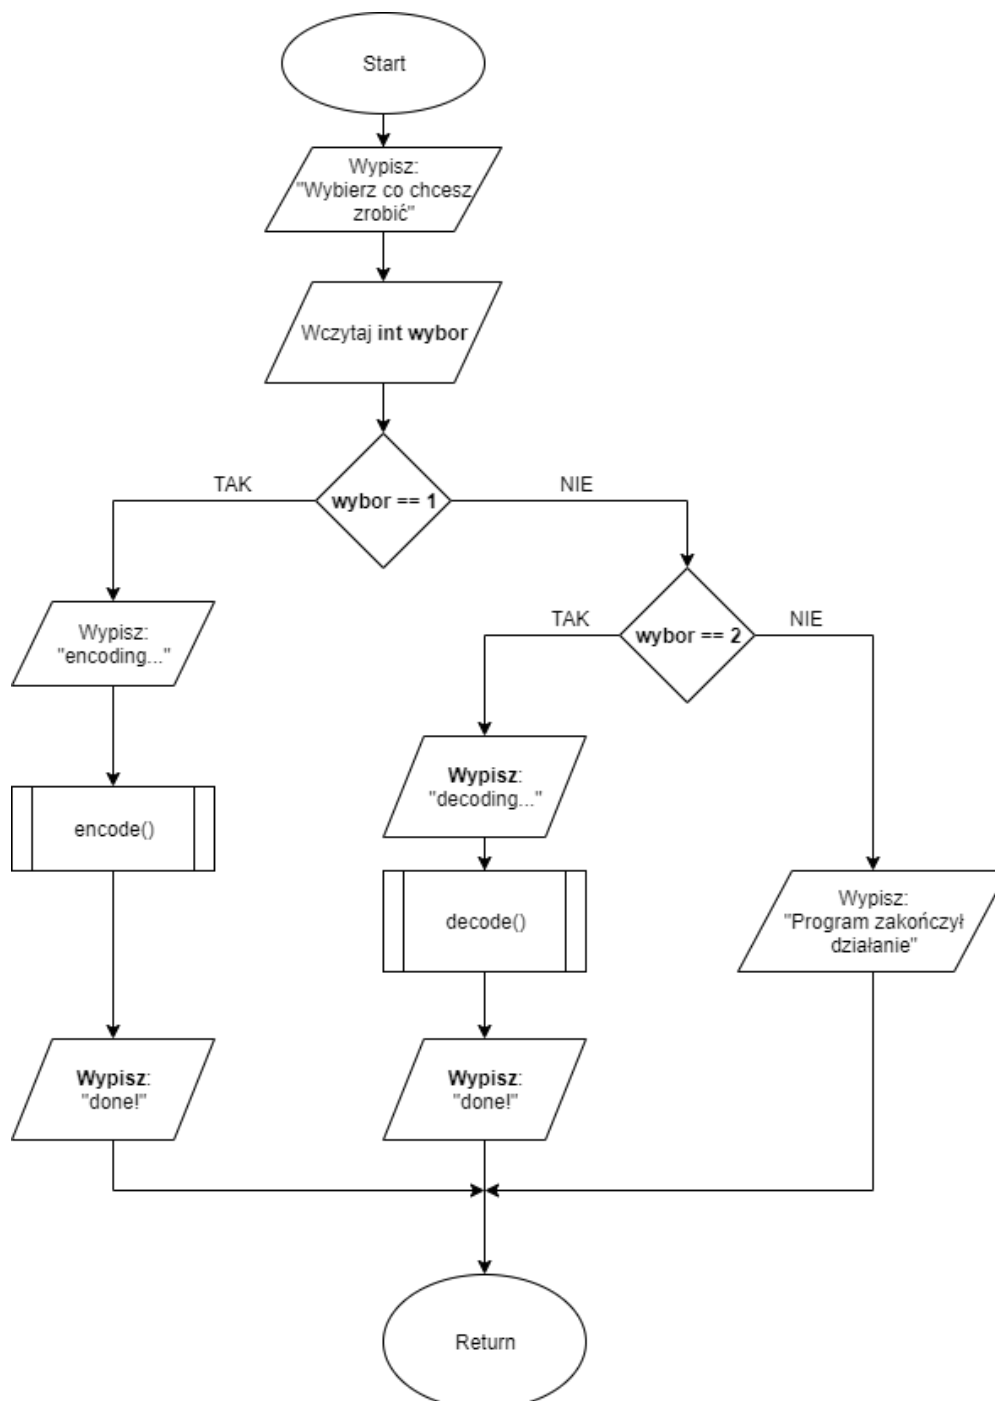 Start
Wypisz:
"Wybierz co chcesz
zrobić"
Wczytaj int wybor
wybor == 1
TAK
NIE
Wypisz:
"encoding..."
encode()
Wypisz:
"done!"
wybor == 2
TAK
NIE
Wypisz:
"decoding..."
decode()
Wypisz:
"done!"
Wypisz:
"Program zakończył
działanie"
Return